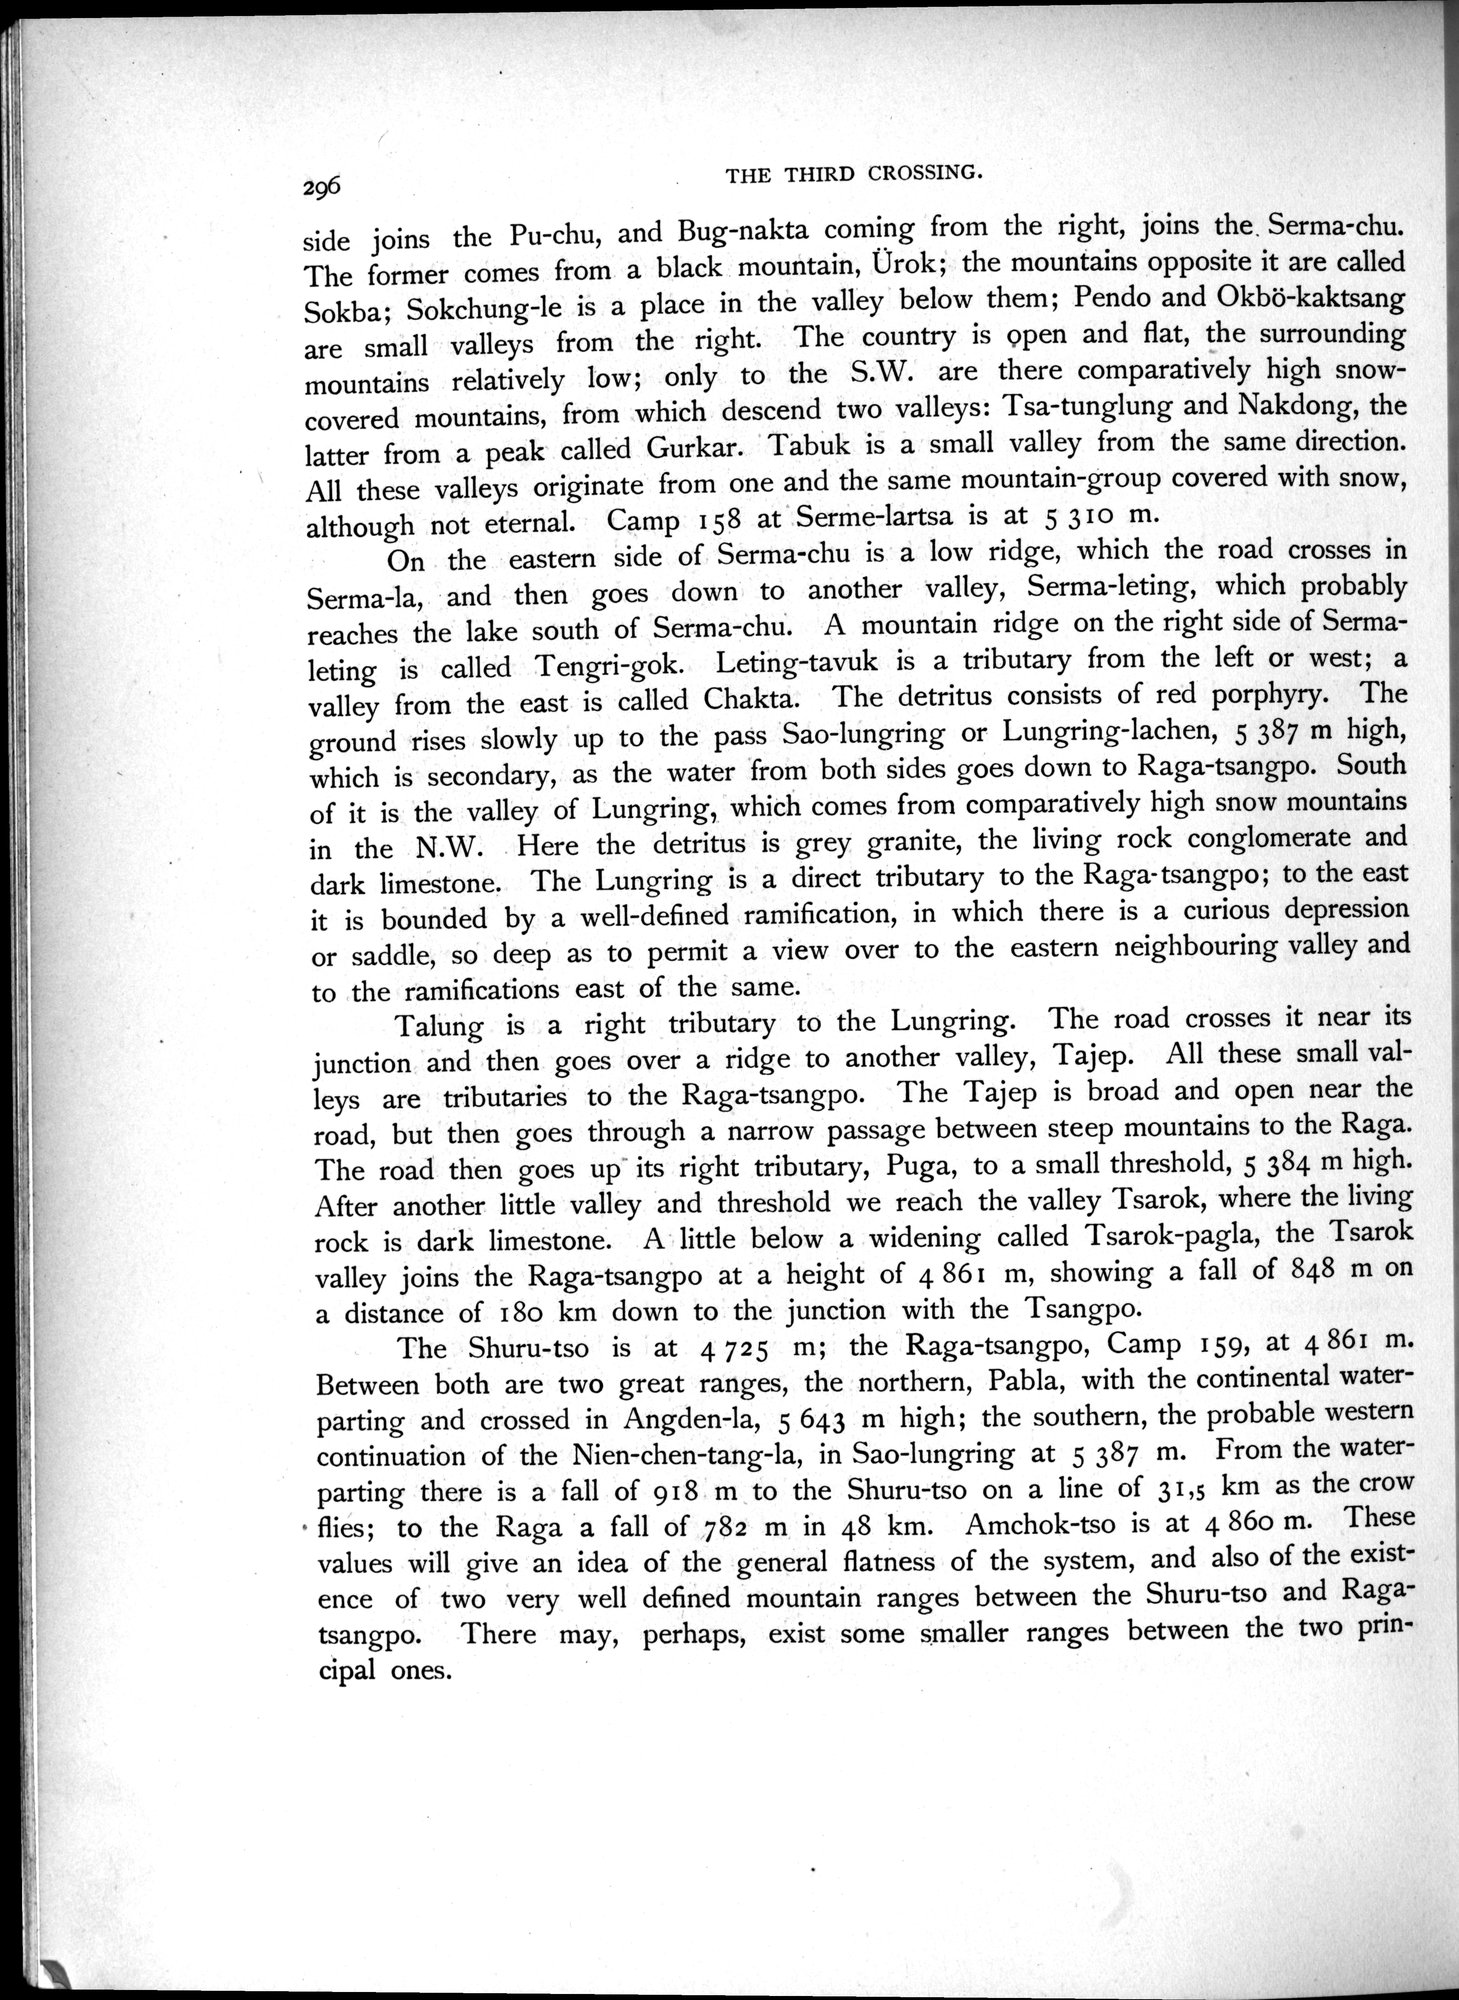 296
THE THIRD CROSSING.
side joins the Pu-chu, and Bug-nakta coming from the right, joins the Serma-chu.
The former comes from a black mountain, Ürok; the mountains opposite it are called
Sokba; Sokchung-le is a place in the valley below them; Pendo and Okbö-kaktsang
are small valleys from the right. The country is open and flat, the surrounding
mountains relatively low; only to the S.W. are there comparatively high snow-
covered mountains, from which descend two valleys: Tsa-tunglung and Nakdong, the
latter from a peak called Gurkar. Tabuk is a small valley from the same direction.
All these valleys originate from one and the same mountain-group covered with snow,
although not eternal. Camp 158 at Serme-lartsa is at 5 310 m.
On the eastern side of Serma-chu is a low ridge, which the road crosses in
Serma-la, and then goes down to another valley, Serma-leting, which probably
reaches the lake south of Serma-chu. A mountain ridge on the right side of Serma-
leting is called Tengri-gok. Leting-tavuk is a tributary from the left or west; a
valley from the east is called Chakta. The detritus consists of red porphyry. The
ground rises slowly up to the pass Sao-lungring or Lungring-lachen, 5 387 m high,
which is secondary, as the water from both sides goes down to Raga-tsangpo. South
of it is the valley of Lungring, which comes from comparatively high snow mountains
in the N.W. Here the detritus is grey granite, the living rock conglomerate and
dark limestone. The Lungring is a direct tributary to the Raga-tsangpo; to the east
it is bounded by a well-defined ramification, in which there is a curious depression
or saddle, so deep as to permit a view over to the eastern neighbouring valley and
to the ramifications east of the same.
Talung is a right tributary to the Lungring. The road crosses it near its
junction and then goes over a ridge to another valley, Tajep. All these small val-
leys are tributaries to the Raga-tsangpo. The Tajep is broad and open near the
road, but then goes through a narrow passage between steep mountains to the Raga.
The road then goes up its right tributary, Puga, to a small threshold, 5 384 m high.
After another little valley and threshold we reach the valley Tsarok, where the living
rock is dark limestone. A little below a widening called Tsarok-pagla, the Tsarok
valley joins the Raga-tsangpo at a height of 4 861 m, showing a fall of 848 m on
a distance of 180 km down to the junction with the Tsangpo.
The Shuru-tso is at 4 725 m; the Raga-tsangpo, Camp 159, at 4 861 m.
Between both are two great ranges, the northern, Pabla, with the continental water-
parting and crossed in Angden-la, 5 643 m high; the southern, the probable western
continuation of the Nien-chen-tang-la, in Sao-lungring at 5 387 m. From the water-
parting there is a fall of 918 m to the Shuru-tso on a line of 31,5 km as the crow
flies; to the Raga a fall of 782 m in 48 km. Amchok-tso is at 4 860 m. These
values will give an idea of the general flatness of the system, and also of the exist-
ence of two very well defined mountain ranges between the Shuru-tso and Raga-
tsangpo. There may, perhaps, exist some smaller ranges between the two prin-
cipal ones.